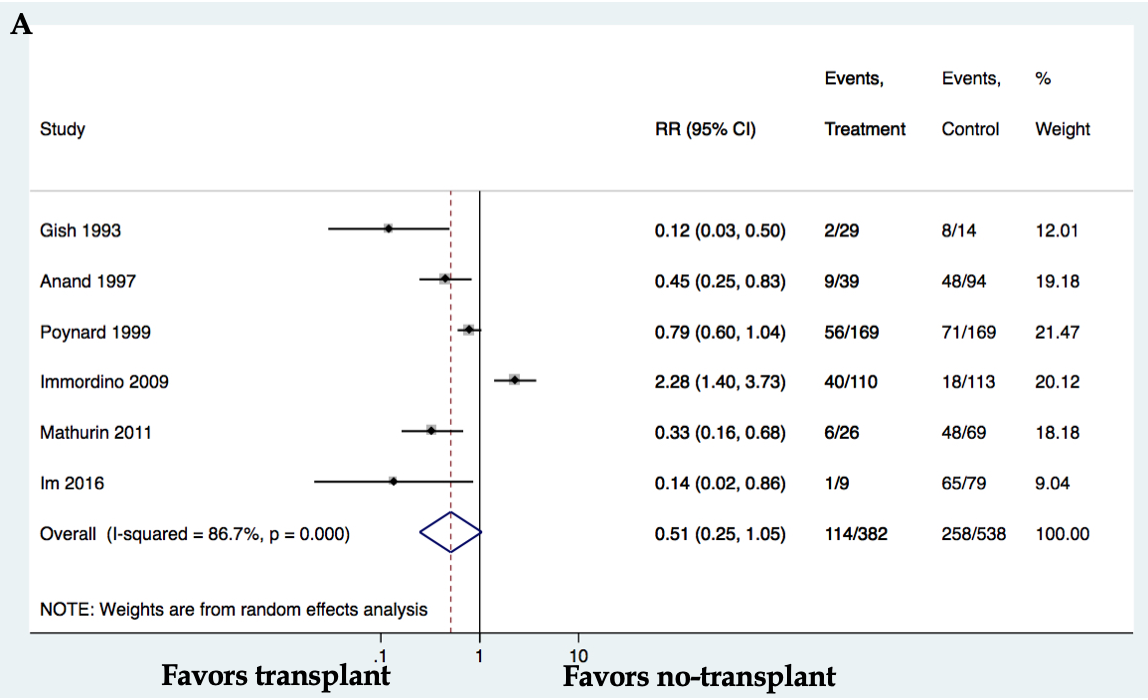 A
Events, Events, %
Study RR (95% CI) Treatment Control Weight
Gish 1993 0.12 (0.03, 0.50) 2/29 8/14 12.01
Anand 1997 0.45 (0.25, 0.83) 9/39 48/94 19.18
Poynard 1999 0.79 (0.60, 1.04) 56/169 71/169 21.47
Immordino 2009 2.28 (1.40, 3.73) 40/110 18/113 20.12
Mathurin 2011 0.33 (0.16, 0.68) 6/26 48/69 18.18
Im 2016 0.14 (0.02, 0.86) 1/9 65/79 9.04
Overall (I-squared = 86.7%, p = 0.000) 0.51 (0.25, 1.05) 114/382 258/538 100.00
NOTE: Weights are from random effects analysis
.1 1 10
Favors transplant Favors no-transplant